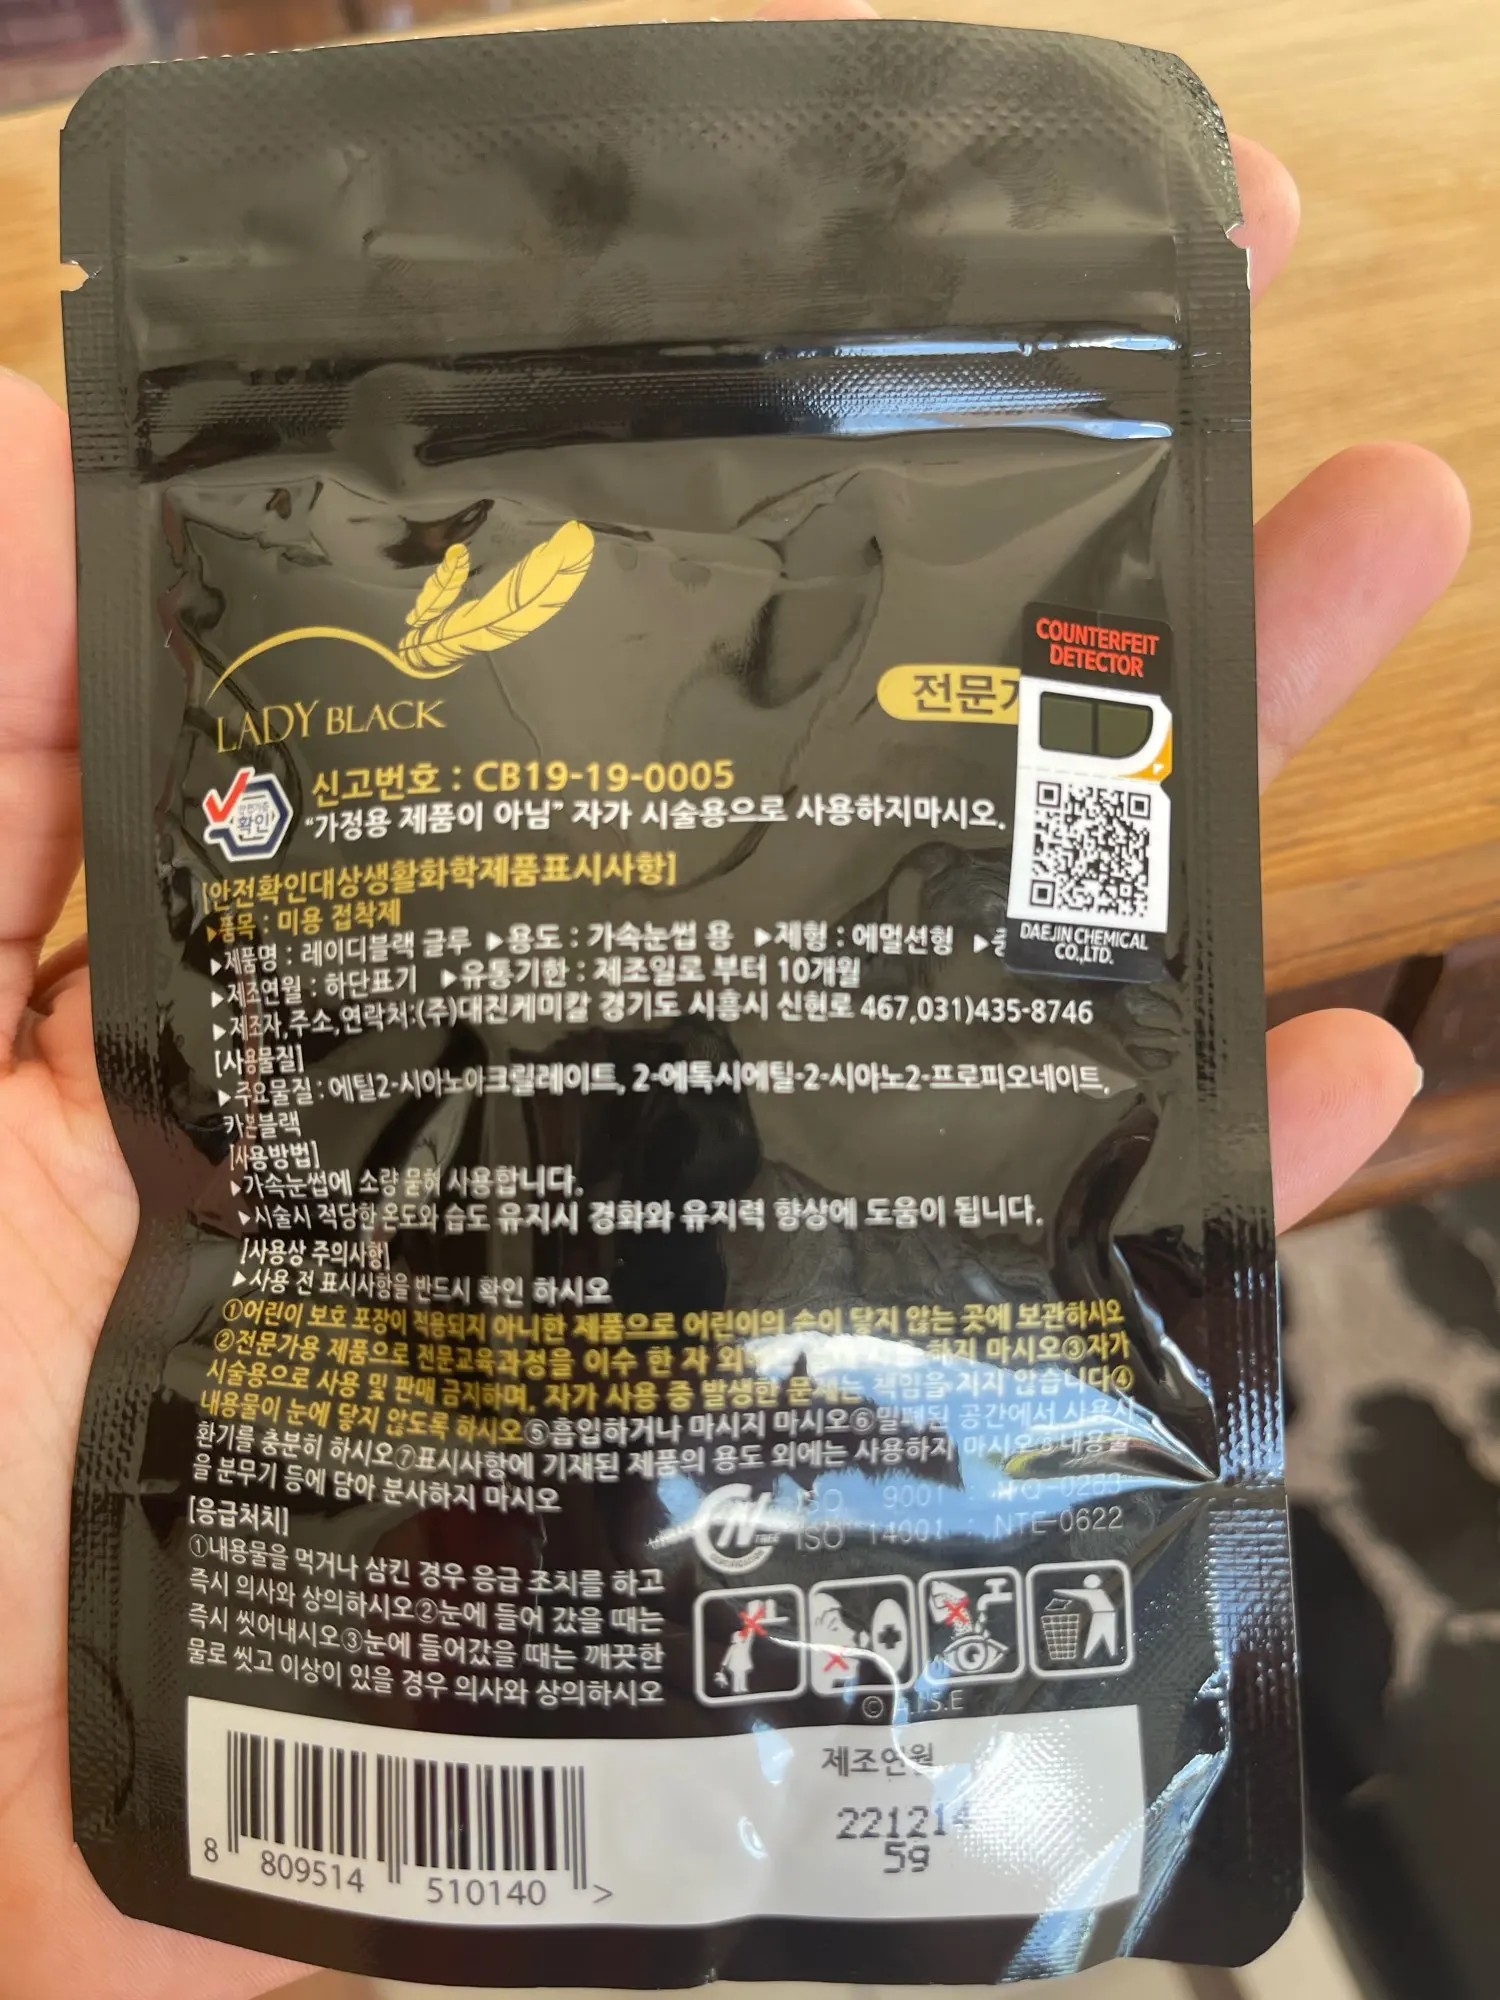 LADY BLACK
COUNTERFEIT
DETECTOR
전문가
신고번호 : CB19-19-0005
안전기준
확인
"가정용 제품이 아님" 자가 시술용으로 사용하지마시오.
DAEJIN CHEMICAL
CO.,LTD.
[안전확인대상생활화학제품표시사항]
▶품목 : 미용 접착제
▶제품명 : 레이디블랙 글루 ▶용도 : 가속눈썹 용 ▶제형 : 에멀션형 ▶
▶제조연월 : 하단표기 ▶유통기한 : 제조일로 부터 10개월
▶제조자,주소,연락처:(주)대진케미칼 경기도 시흥시 신현로 467,031)435-8746
[사용물질]
▶주요물질 : 에틸2-시아노아크릴레이트, 2-에톡시에틸-2-시아노2-프로피오네이트,
카본블랙
[사용방법]
▶가속눈썹에 소량 묻혀 사용합니다.
▶시술시 적당한 온도와 습도 유지시 경화와 유지력 향상에 도움이 됩니다.
[사용상 주의사항]
▶사용 전 표시사항을 반드시 확인 하시오
①어린이 보호 포장이 적용되지 아니한 제품으로 어린이의 손이 닿지 않는 곳에 보관하시오
②전문가용 제품으로 전문교육과정을 이수 한 자 하지 마시오③자가
시술용으로 사용 및 판매 금지하며, 자가 사용 중 발생한 문제는 책임을 지지 않습니다④
내용물이 눈에 닿지 않도록 하시오⑤흡입하거나 마시지 마시오⑥밀폐된 공간에서 사용시
환기를 충분히 하시오⑦표시사항에 기재된 제품의 용도 외에는 사용하지 마시오⑧내용물
을 분무기 등에 담아 분사하지 마시오
ISO 9001 :
ISO 14001 : NTE-0622
[응급처치]
①내용물을 먹거나 삼킨 경우 응급 조치를 하고
즉시 의사와 상의하시오②눈에 들어 갔을 때는
즉시 씻어내시오③눈에 들어갔을 때는 깨끗한
물로 씻고 이상이 있을 경우 의사와 상의하시오
© A.I.S.E
제조연월
221214
5g
8 809514 510140 >